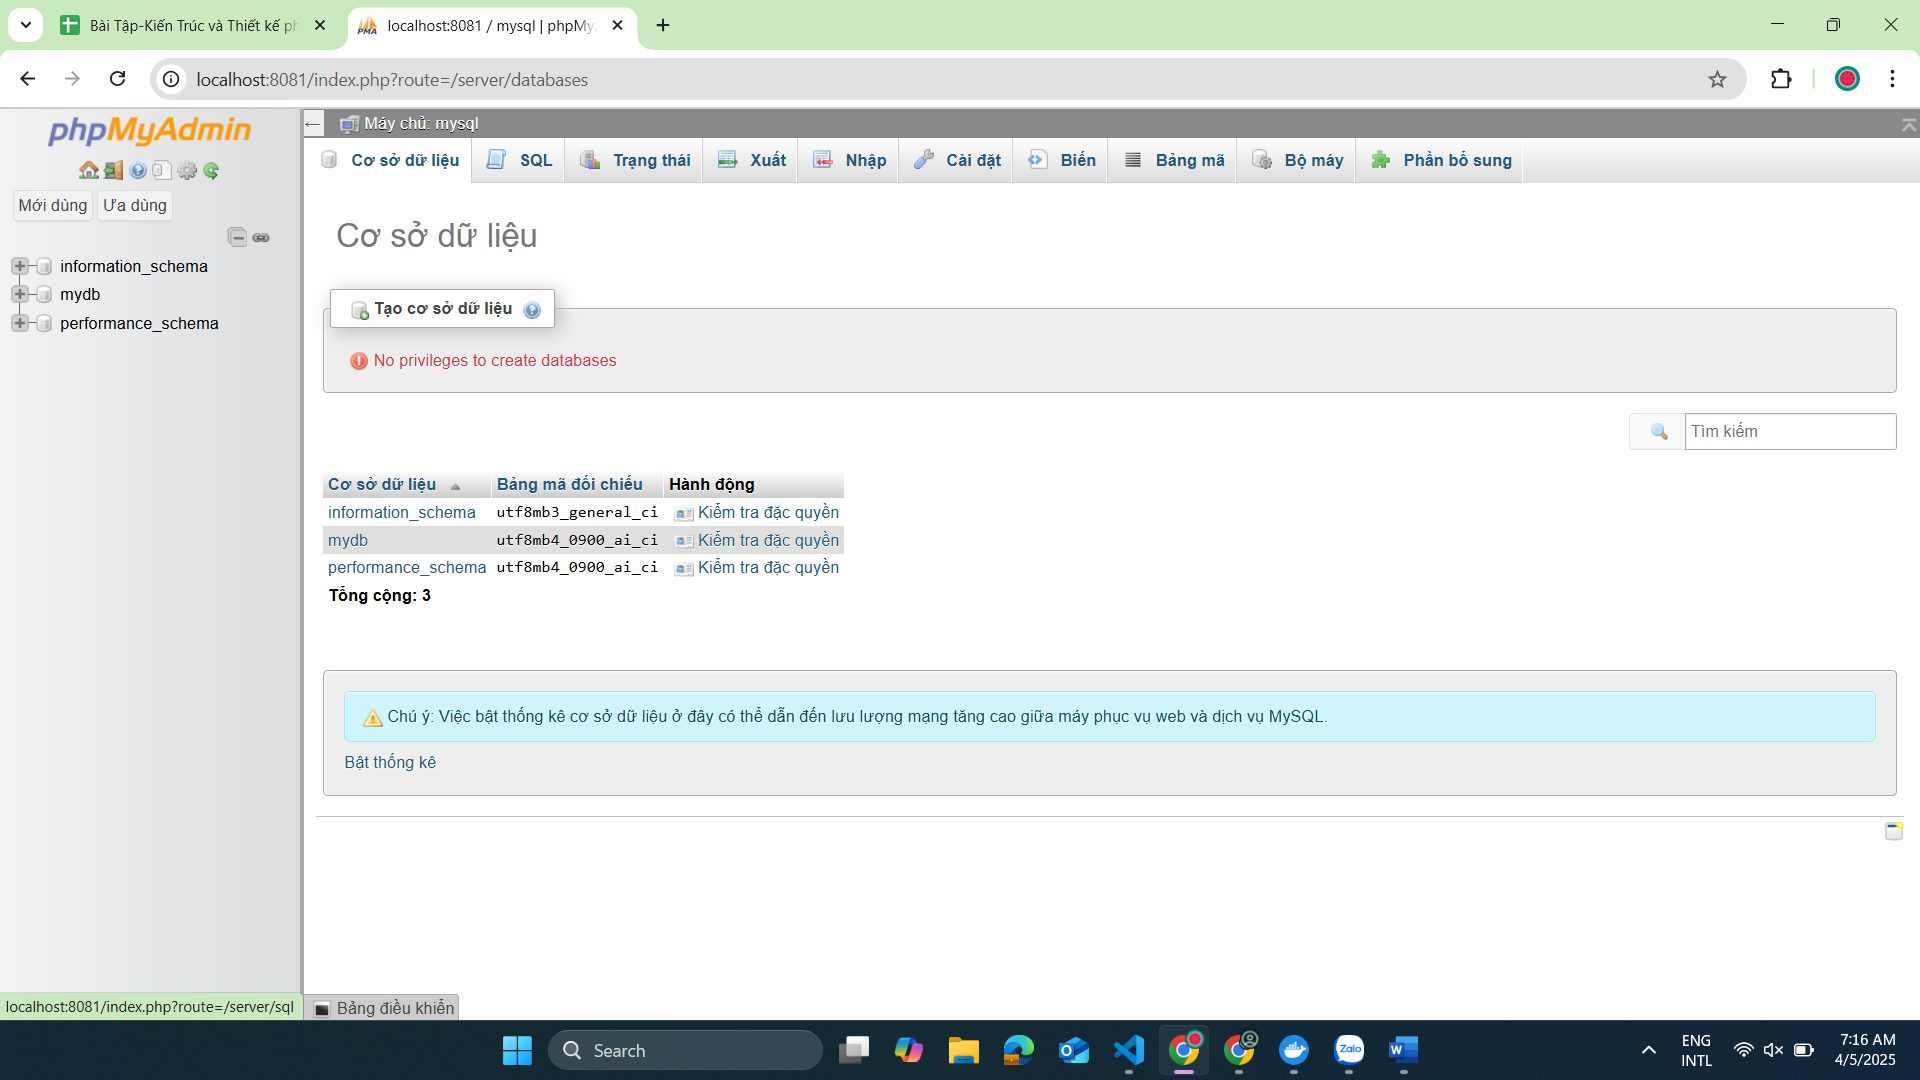 Bài Tập-Kiến Trúc và Thiết kế ph
localhost:8081 / mysql | phpMy
localhost:8081/index.php?route=/server/databases
phpMyAdmin
Máy chủ: mysql
Cơ sở dữ liệu
SQL
Trạng thái
Xuất
Nhập
Cài đặt
Biến
Bảng mã
Bộ máy
Phần bổ sung
Mới dùng
Ưa dùng
information_schema
mydb
performance_schema
Cơ sở dữ liệu
Tạo cơ sở dữ liệu
No privileges to create databases
Tìm kiếm
Cơ sở dữ liệu Bảng mã đối chiếu Hành động
information_schema utf8mb3_general_ci Kiểm tra đặc quyền
mydb utf8mb4_0900_ai_ci Kiểm tra đặc quyền
performance_schema utf8mb4_0900_ai_ci Kiểm tra đặc quyền
Tổng cộng: 3
Chú ý: Việc bật thống kê cơ sở dữ liệu ở đây có thể dẫn đến lưu lượng mạng tăng cao giữa máy phục vụ web và dịch vụ MySQL.
Bật thống kê
localhost:8081/index.php?route=/server/sql
Bảng điều khiển
Search
Zalo
ENG
INTL
7:16 AM
4/5/2025